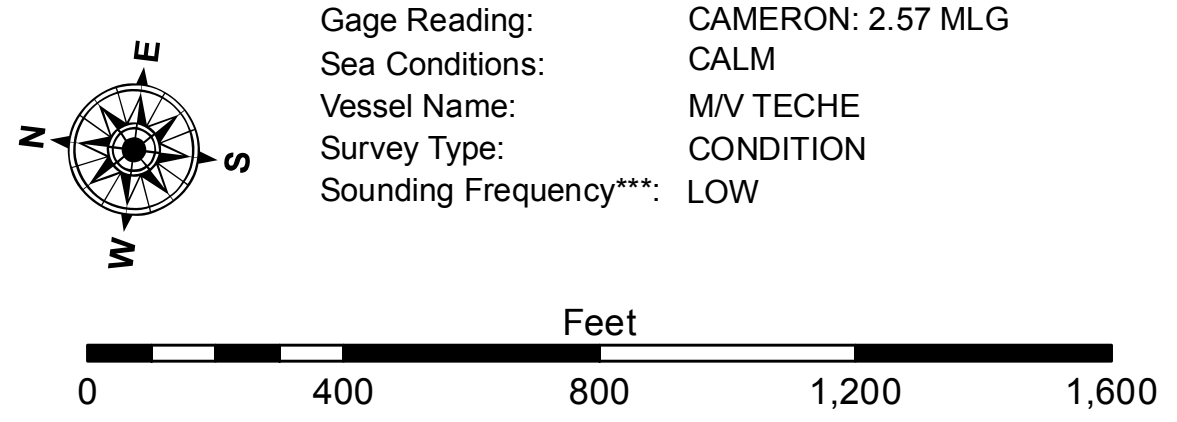 Gage Reading: CAMERON: 2.57 MLG
Sea Conditions: CALM
Vessel Name: M/V TECHE
Survey Type: CONDITION
Sounding Frequency***: LOW
E
N
S
W
Feet
0 400 800 1,200 1,600